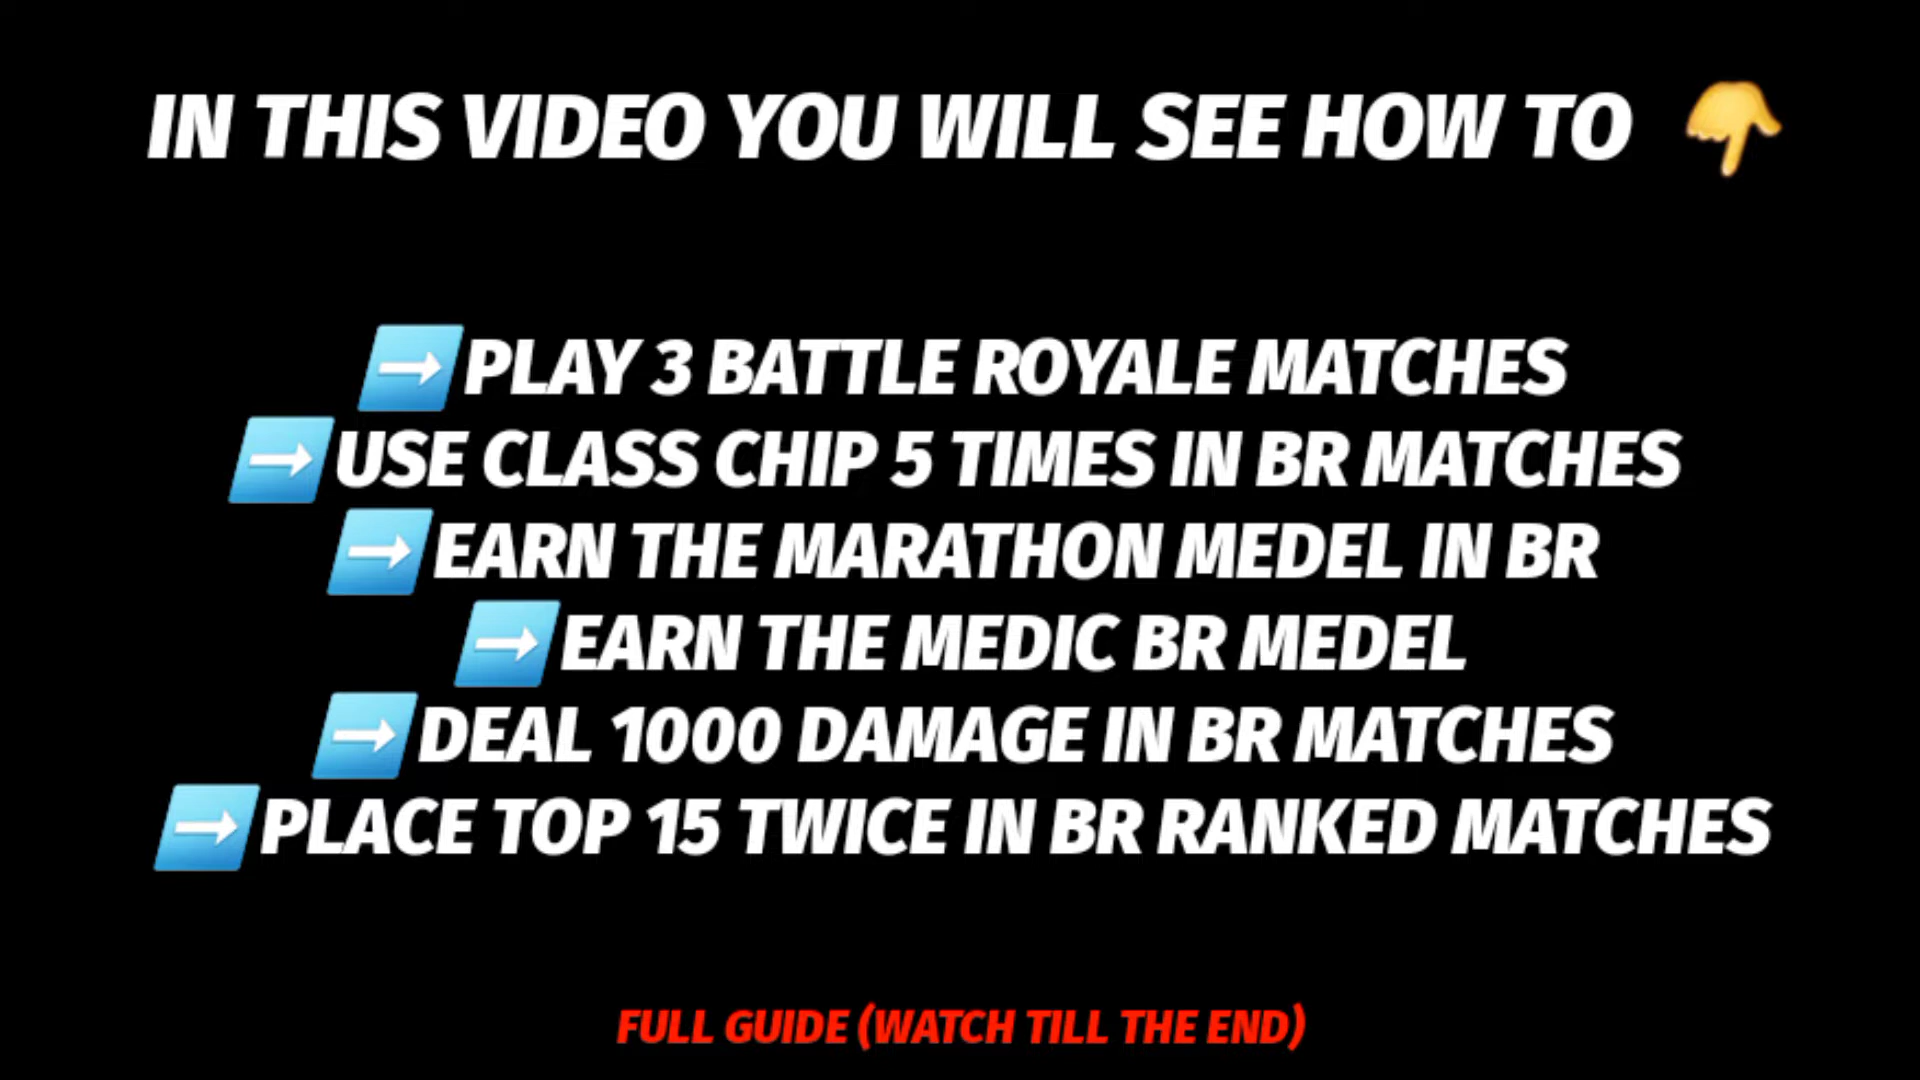 IN THIS VIDEO YOU WILL SEE HOW TO 👇
➡️PLAY 3 BATTLE ROYALE MATCHES
➡️USE CLASS CHIP 5 TIMES IN BR MATCHES
➡️EARN THE MARATHON MEDEL IN BR
➡️EARN THE MEDIC BR MEDEL
➡️DEAL 1000 DAMAGE IN BR MATCHES
➡️PLACE TOP 15 TWICE IN BR RANKED MATCHES
FULL GUIDE (WATCH TILL THE END)